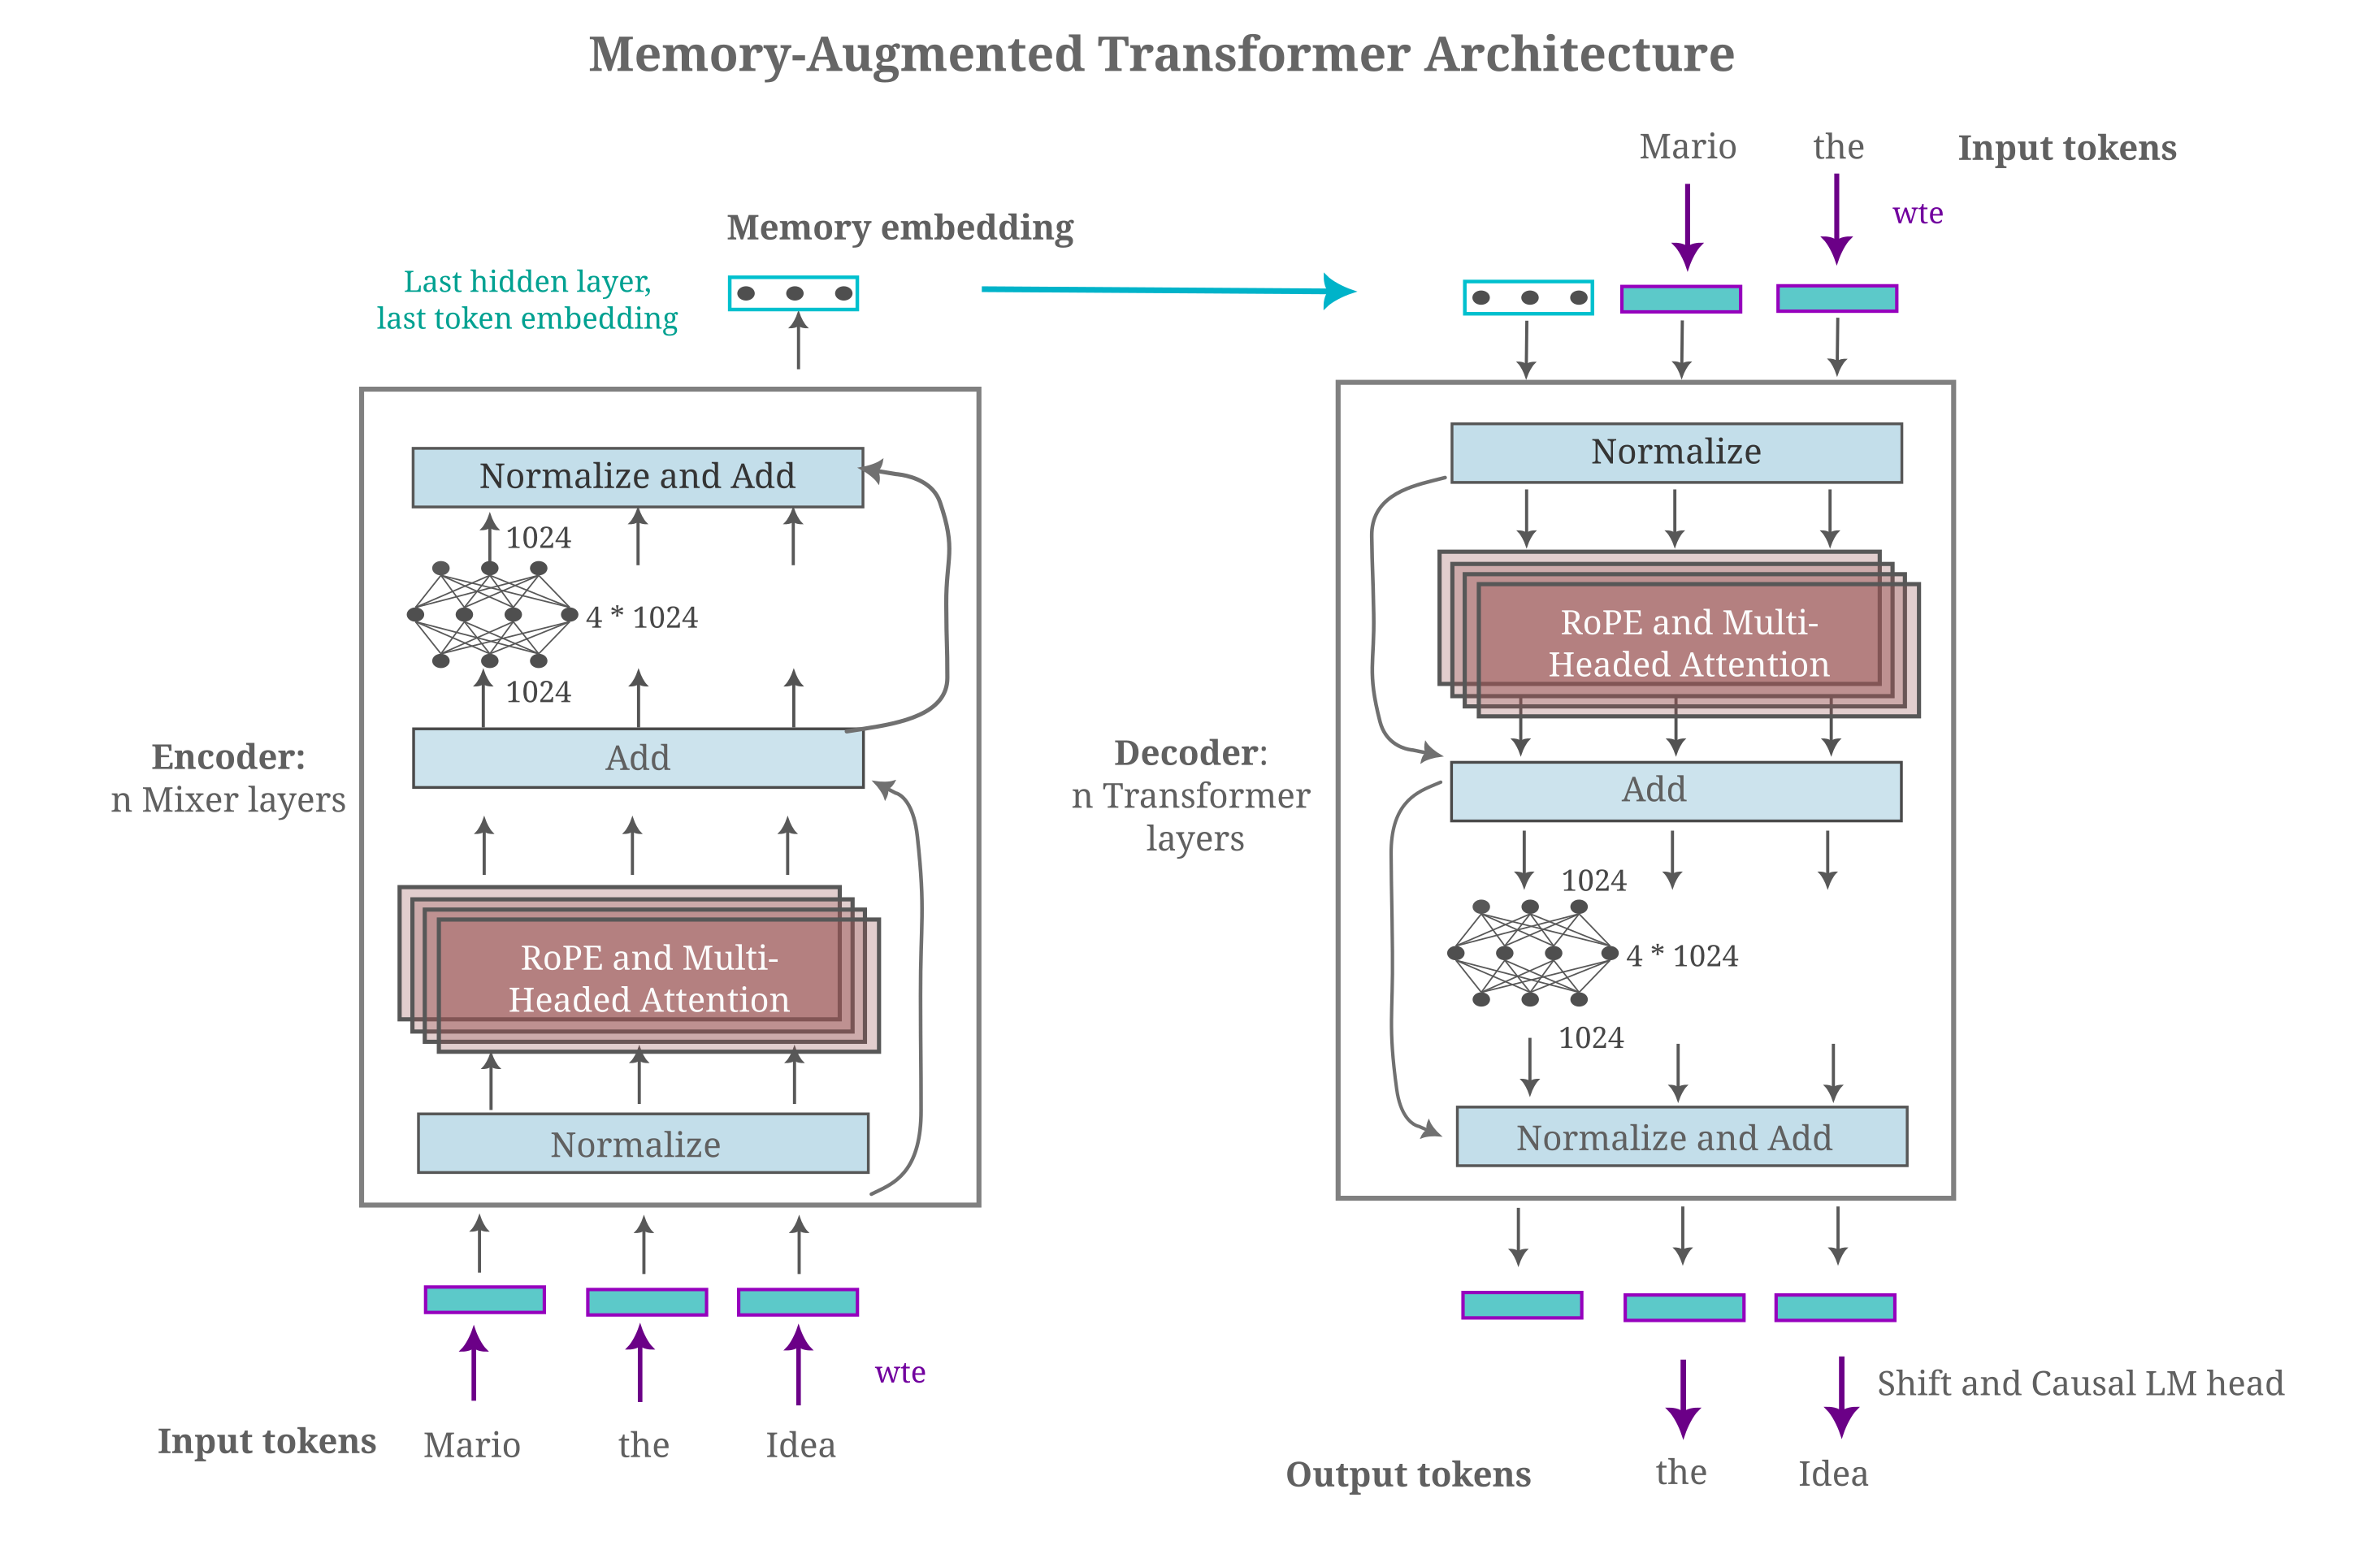 Memory-Augmented Transformer Architecture
Memory embedding
Last hidden layer,
last token embedding
Normalize and Add
1024
4 * 1024
1024
Add
Encoder:
n Mixer layers
RoPE and Multi-
Headed Attention
Normalize
wte
Input tokens
Mario
the
Idea
Mario
the
Input tokens
wte
Normalize
RoPE and Multi-
Headed Attention
Decoder:
n Transformer
layers
Add
1024
4 * 1024
1024
Normalize and Add
Shift and Causal LM head
Output tokens
the
Idea